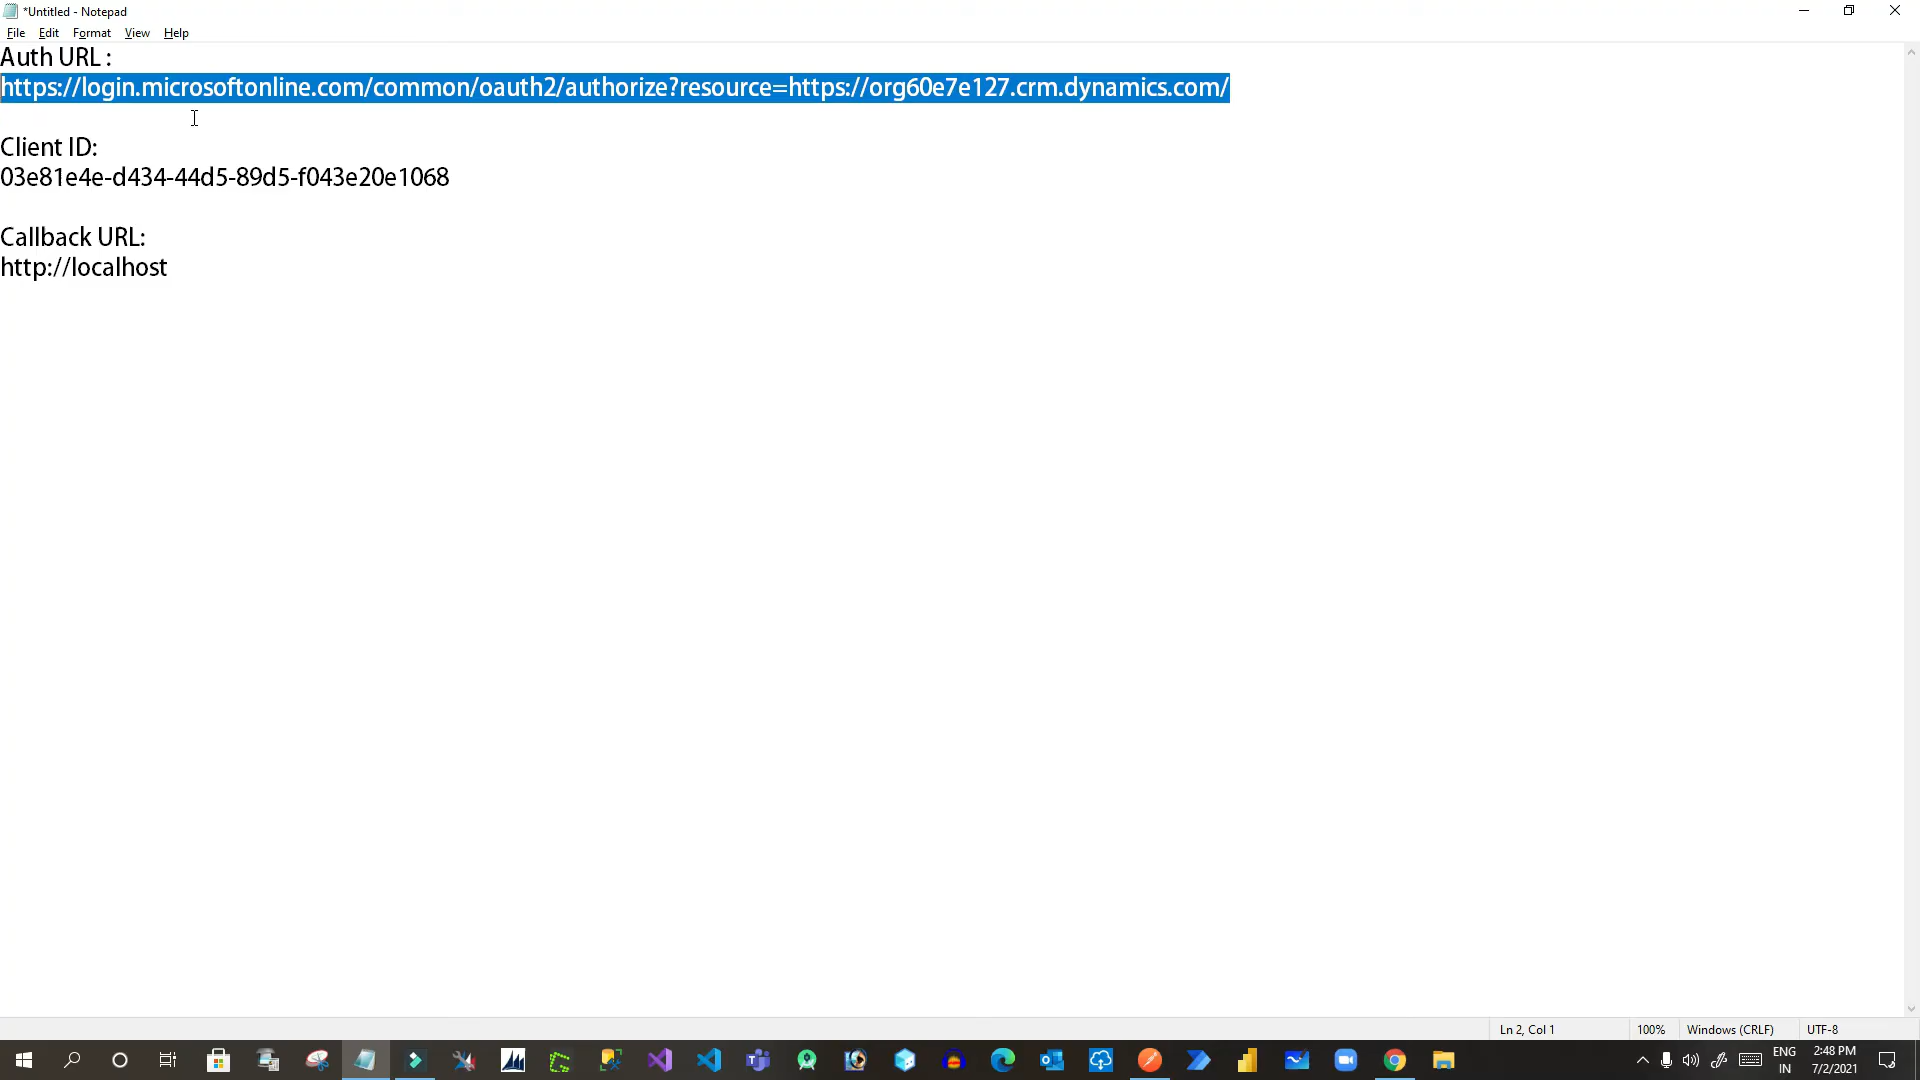 *Untitled - Notepad
File Edit Format View Help
Auth URL :
https://login.microsoftonline.com/common/oauth2/authorize?resource=https://org60e7e127.crm.dynamics.com/
Client ID:
03e81e4e-d434-44d5-89d5-f043e20e1068
Callback URL:
http://localhost
Ln 2, Col 1 100% Windows (CRLF) UTF-8
ENG 2:48 PM
IN 7/2/2021